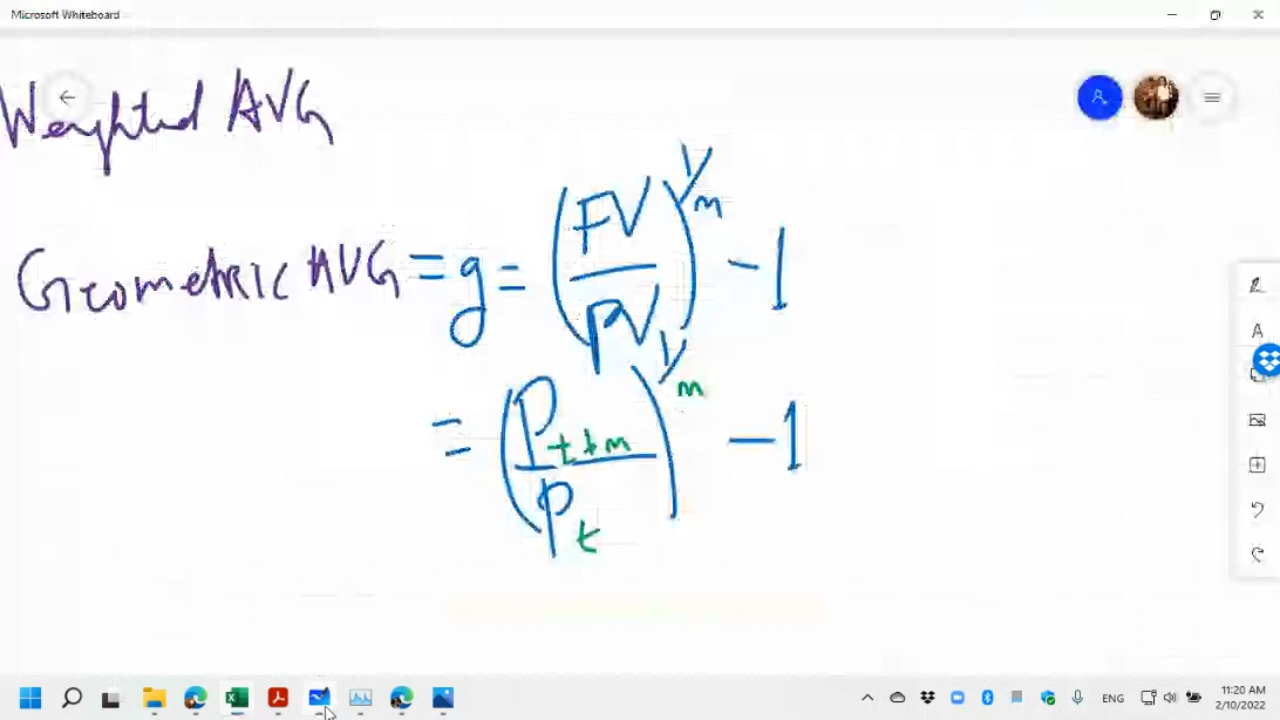 Microsoft Whiteboard
Weighted AVG
Geometric AVG = g = (FV/PV)^1/m - 1
= (P_t+m / P_t)^1/m - 1
ENG
11:20 AM
2/10/2022